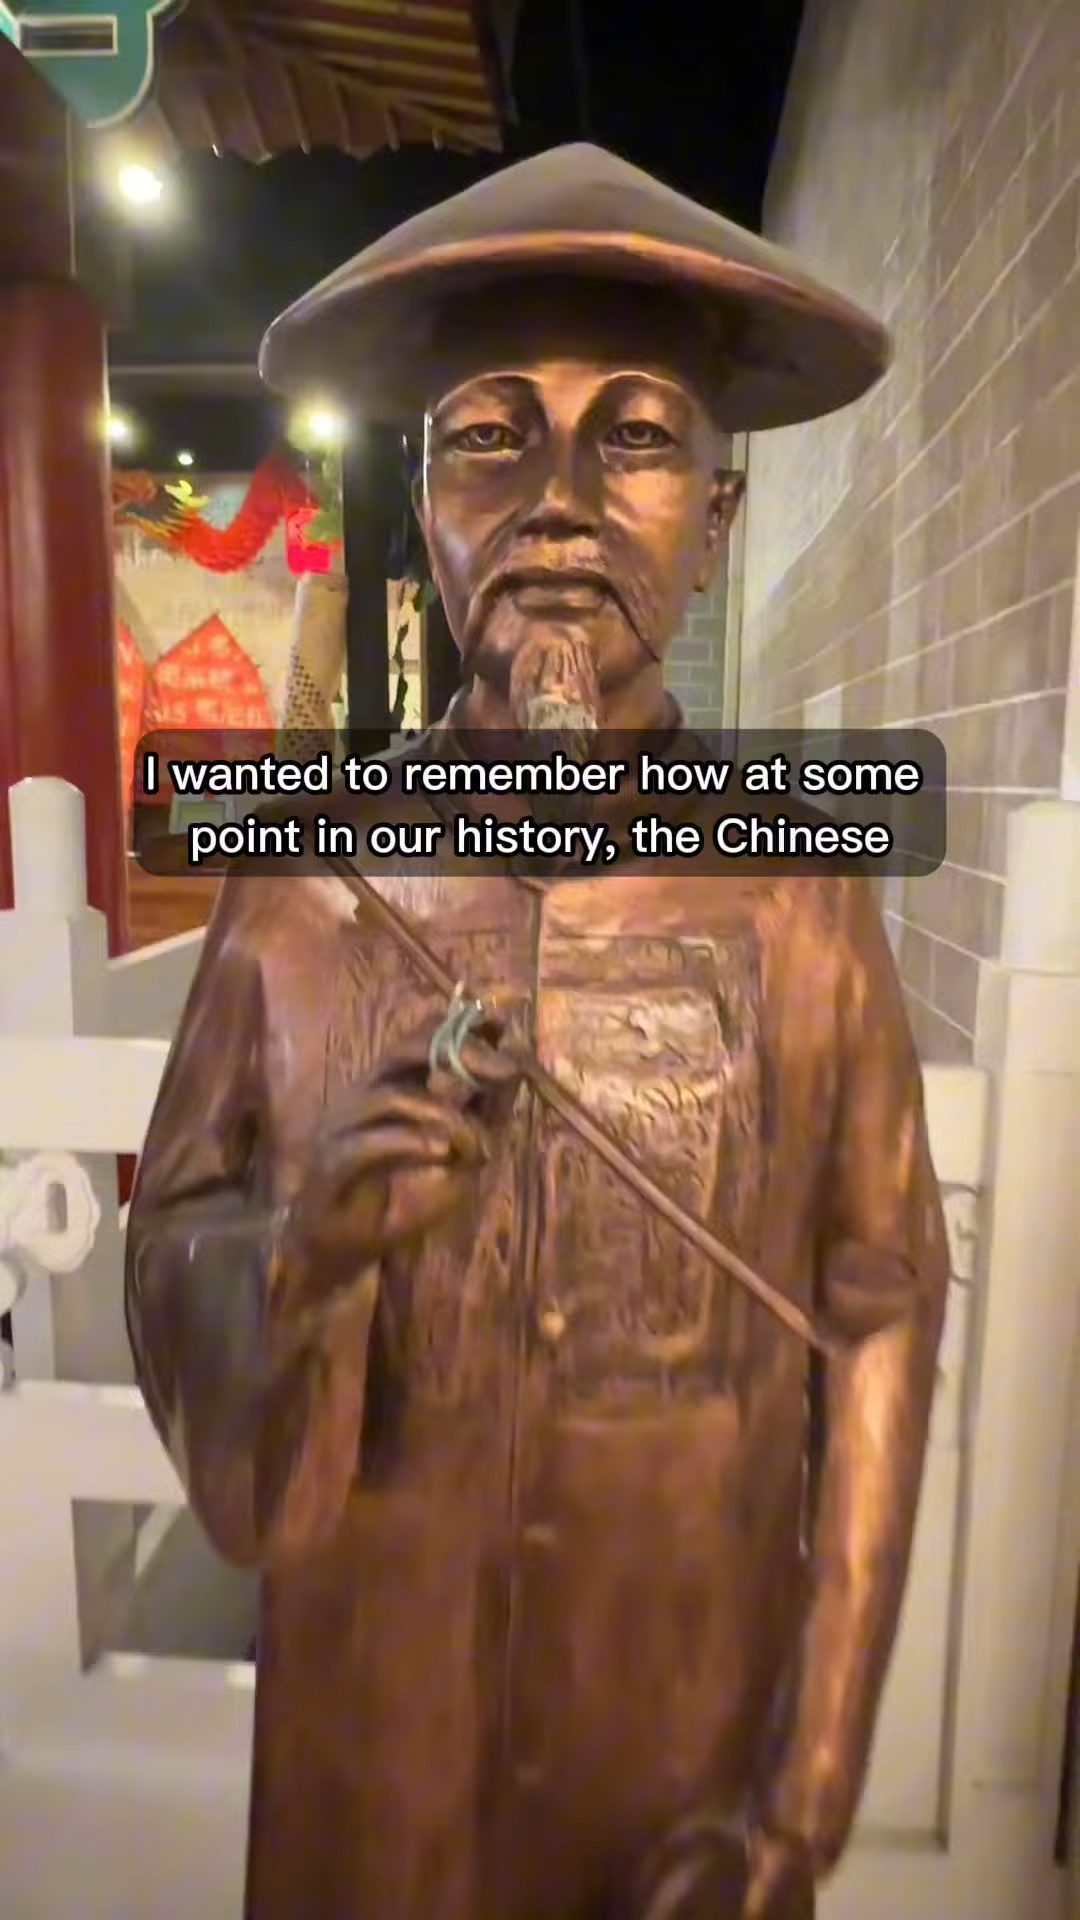 I wanted to remember how at some
point in our history, the Chinese